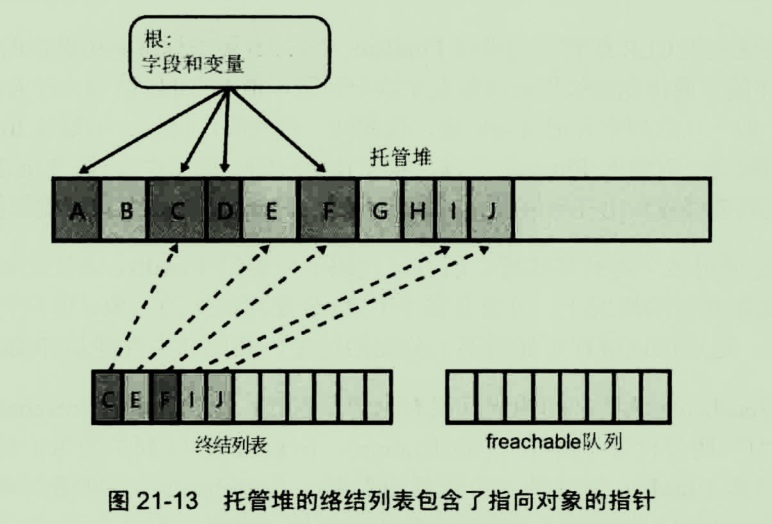 根:
字段和变量
托管堆
A B C D E F G H I J
C E F I J
终结列表
freachable队列
图 21-13 托管堆的络结列表包含了指向对象的指针